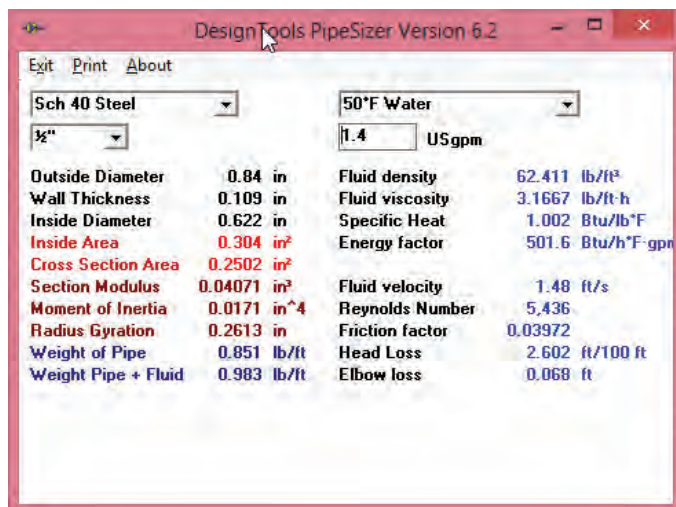 DesignTools PipeSizer Version 6.2
Exit Print About
Sch 40 Steel 50°F Water
½" 1.4 USgpm
Outside Diameter 0.84 in Fluid density 62.411 lb/ft³
Wall Thickness 0.109 in Fluid viscosity 3.1667 lb/ft·h
Inside Diameter 0.622 in Specific Heat 1.002 Btu/lb°F
Inside Area 0.304 in² Energy factor 501.6 Btu/h°F·gpm
Cross Section Area 0.2502 in²
Section Modulus 0.04071 in³ Fluid velocity 1.48 ft/s
Moment of Inertia 0.0171 in^4 Reynolds Number 5,436
Radius Gyration 0.2613 in Friction factor 0.03972
Weight of Pipe 0.851 lb/ft Head Loss 2.602 ft/100 ft
Weight Pipe + Fluid 0.983 lb/ft Elbow loss 0.068 ft